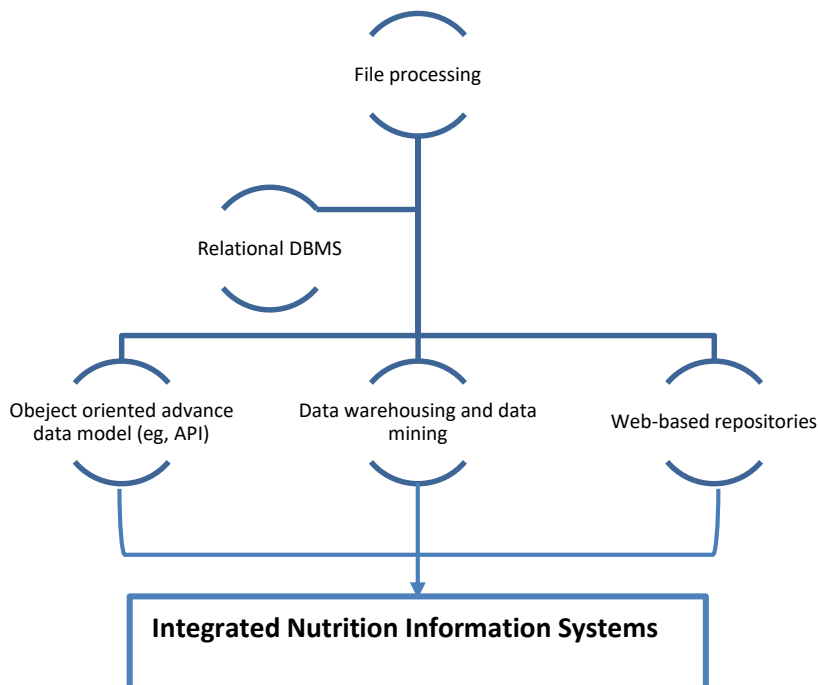 File processing
Relational DBMS
Obeject oriented advance
data model (eg, API)
Data warehousing and data
mining
Web-based repositories
Integrated Nutrition Information Systems